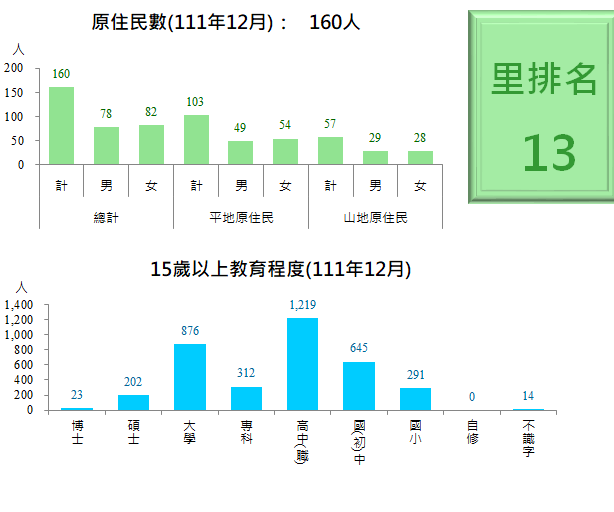 原住民數(111年12月)： 160人
人
200
150
100
50
0
160
78
82
103
49
54
57
29
28
計 男 女 計 男 女 計 男 女
總計 平地原住民 山地原住民
里排名
13
15歲以上教育程度(111年12月)
人
1,400
1,200
1,000
800
600
400
200
0
23
202
876
312
1,219
645
291
0
14
博士
碩士
大學
專科
高中(職)
國(初)中
國小
自修
不識字